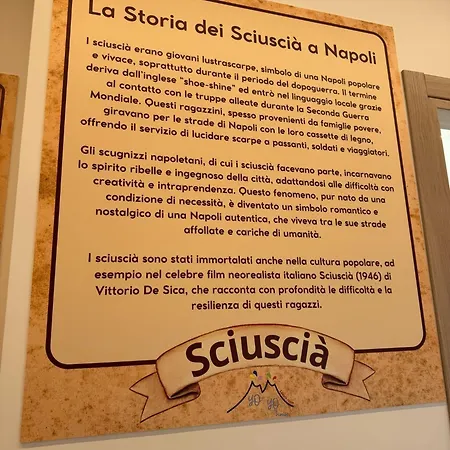 La Storia dei Sciuscià a Napoli
I sciuscià erano giovani lustrascarpe, simbolo di una Napoli popolare
e vivace, soprattutto durante il periodo del dopoguerra. Il termine
deriva dall'inglese "shoe-shine" ed entrò nel linguaggio locale grazie
al contatto con le truppe alleate durante la Seconda Guerra
Mondiale. Questi ragazzini, spesso provenienti da famiglie povere,
giravano per le strade di Napoli con le loro cassette di legno,
offrendo il servizio di lucidare scarpe a passanti, soldati e viaggiatori.
Gli scugnizzi napoletani, di cui i sciuscià facevano parte, incarnavano
lo spirito ribelle e ingegnoso della città, adattandosi alle difficoltà con
creatività e intraprendenza. Questo fenomeno, pur nato da una
condizione di necessità, è diventato un simbolo romantico e
nostalgico di una Napoli autentica, che viveva tra le sue strade
affollate e cariche di umanità.
I sciuscià sono stati immortalati anche nella cultura popolare, ad
esempio nel celebre film neorealista italiano Sciuscià (1946) di
Vittorio De Sica, che racconta con profondità le difficoltà e la
resilienza di questi ragazzi.
Sciuscià